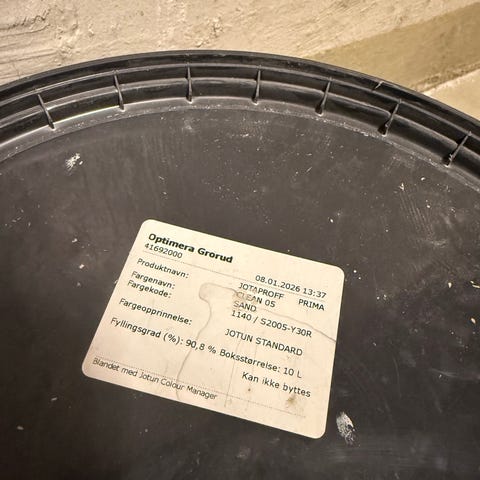 Optimera Grorud
41692000
08.01.2026 13:37
Produktnavn: JOTAPROFF PRIMA
CLEAN 05
Fargenavn: SAND
Fargekode: 1140 / S2005-Y30R
Fargeopprinnelse: JOTUN STANDARD
Fyllingsgrad (%): 90,8 % Boksstørrelse: 10 L
Kan ikke byttes
Blandet med Jotun Colour Manager